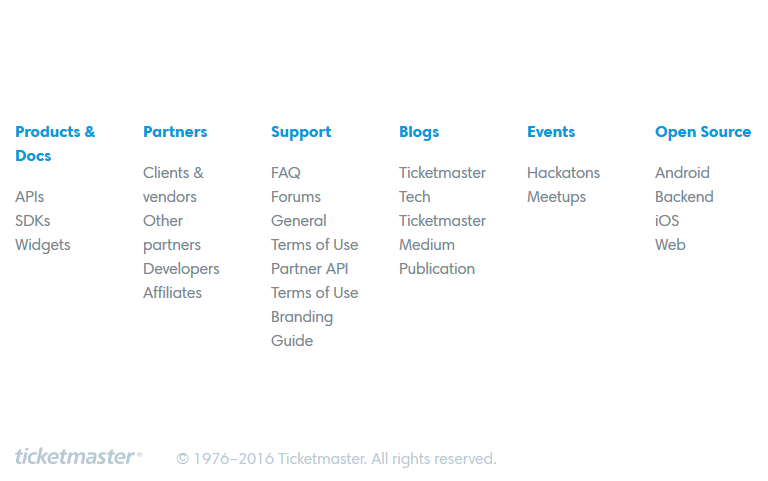 Products &
Docs
APIs
SDKs
Widgets
Partners
Clients &
vendors
Other
partners
Developers
Affiliates
Support
FAQ
Forums
General
Terms of Use
Partner API
Terms of Use
Branding
Guide
Blogs
Ticketmaster
Tech
Ticketmaster
Medium
Publication
Events
Hackatons
Meetups
Open Source
Android
Backend
iOS
Web
ticketmaster® © 1976–2016 Ticketmaster. All rights reserved.